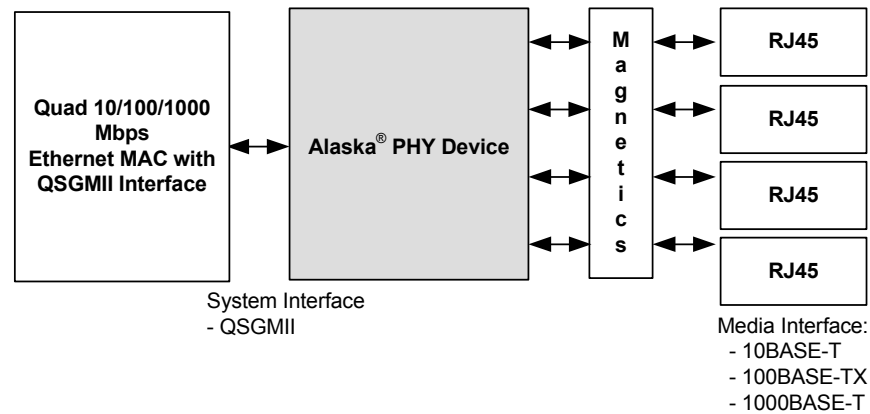 Quad 10/100/1000
Mbps
Ethernet MAC with
QSGMII Interface
Alaska® PHY Device
M
a
g
n
e
t
i
c
s
RJ45
RJ45
RJ45
RJ45
System Interface
- QSGMII
Media Interface:
- 10BASE-T
- 100BASE-TX
- 1000BASE-T